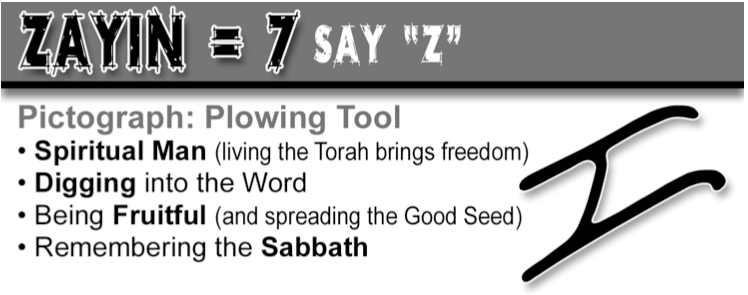 ZAYIN = 7 SAY "Z"
Pictograph: Plowing Tool
• Spiritual Man (living the Torah brings freedom)
• Digging into the Word
• Being Fruitful (and spreading the Good Seed)
• Remembering the Sabbath